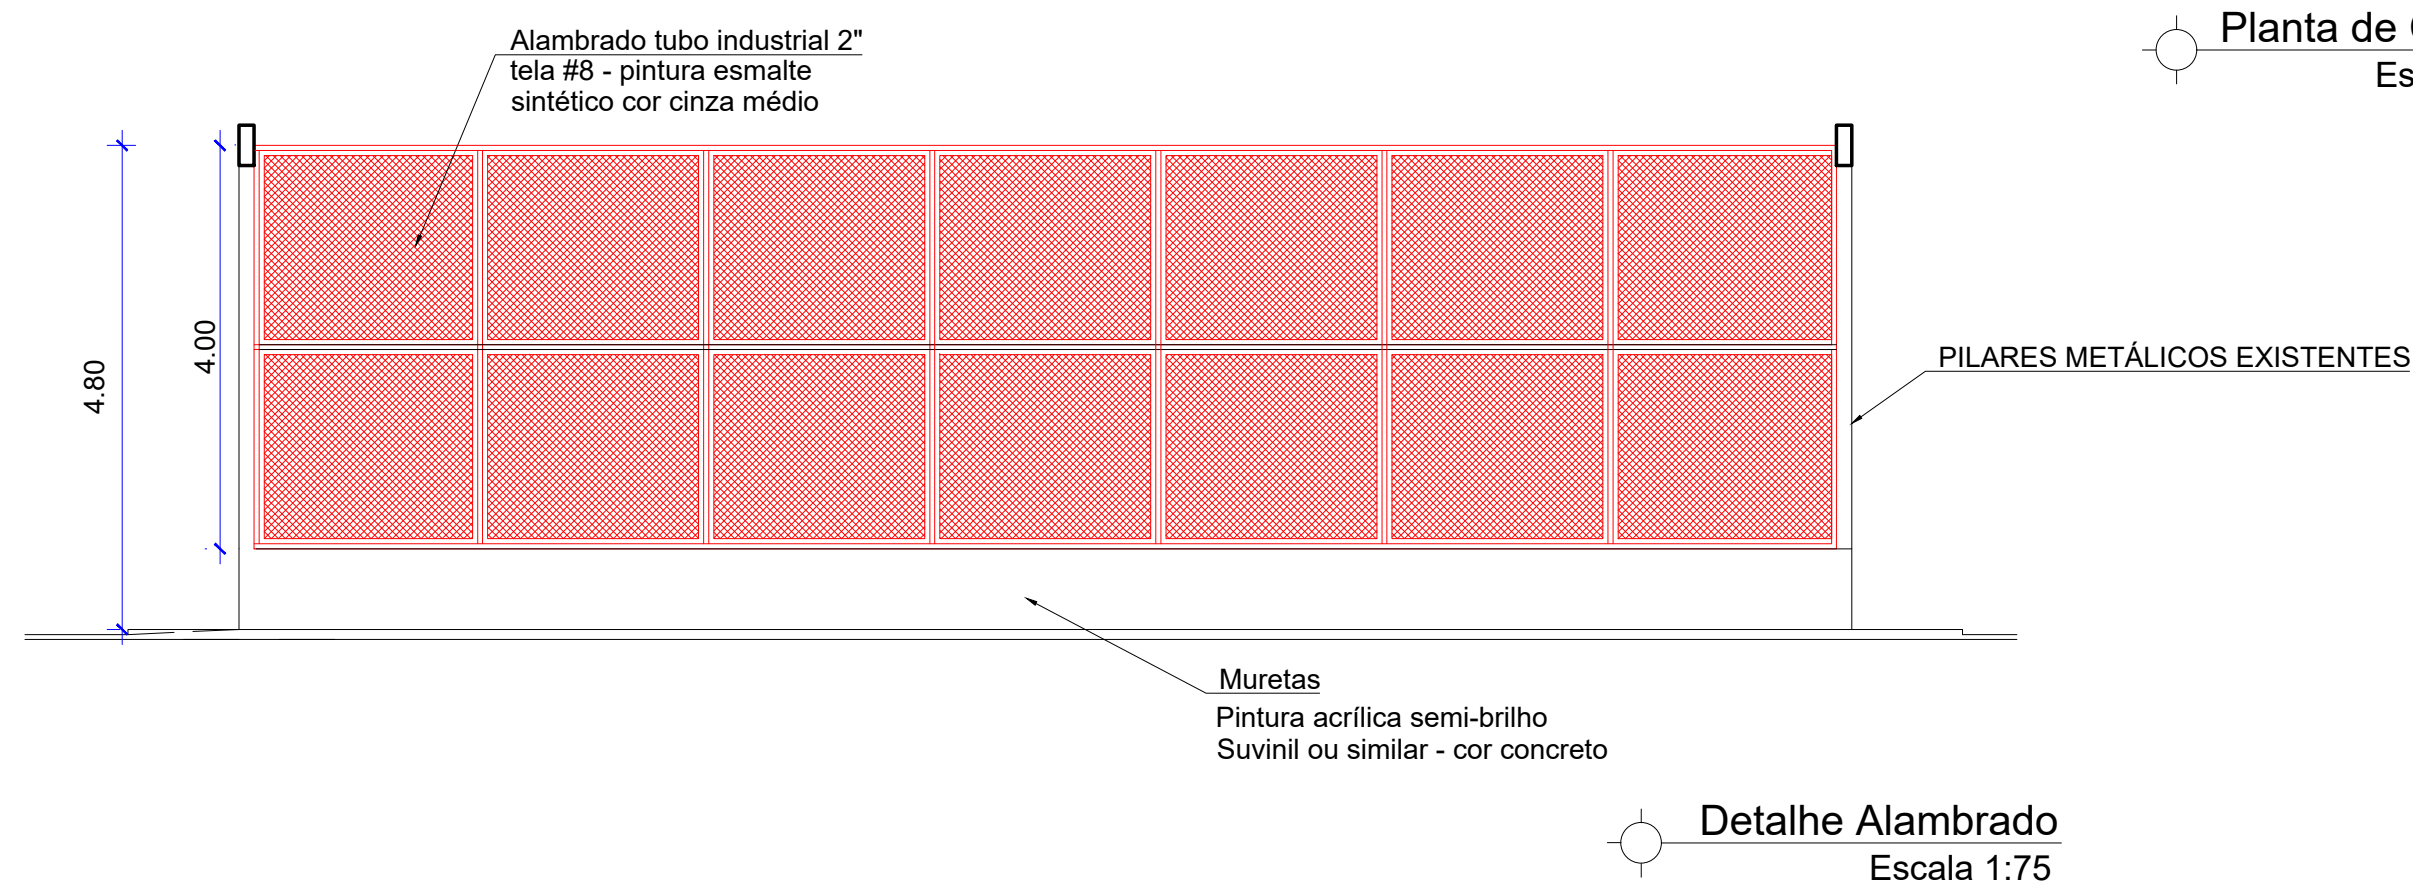 Alambrado tubo industrial 2"
tela #8 - pintura esmalte
sintético cor cinza médio
Planta de
4.80
4.00
PILARES METÁLICOS EXISTENTES
Muretas
Pintura acrílica semi-brilho
Suvinil ou similar - cor concreto
Detalhe Alambrado
Escala 1:75